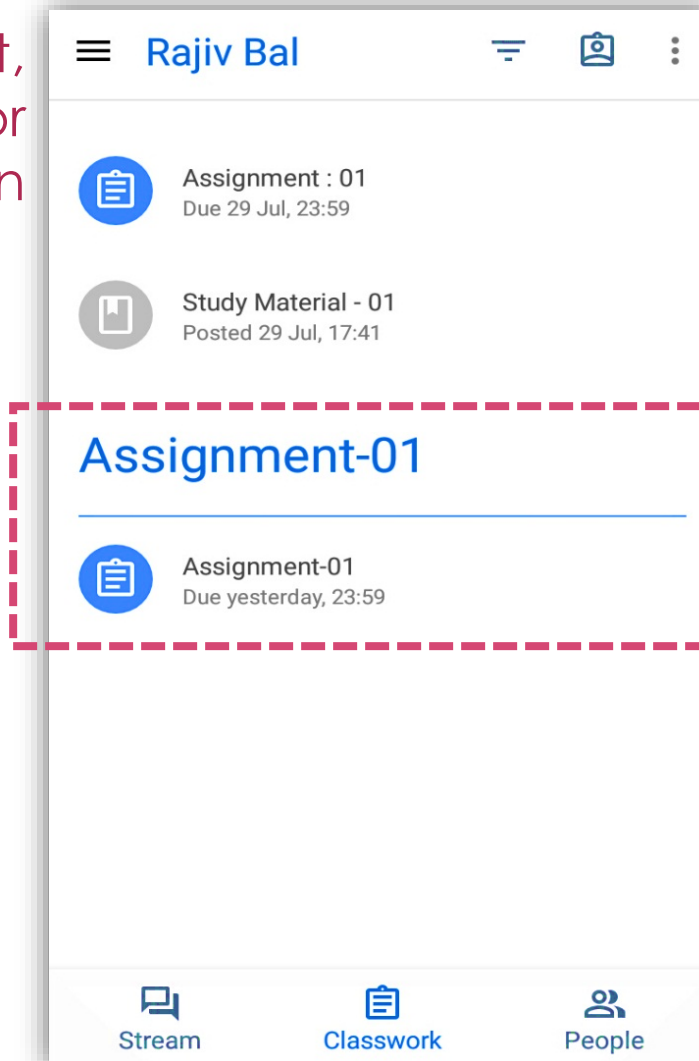 t,
or
n
Rajiv Bal
Assignment : 01
Due 29 Jul, 23:59
Study Material - 01
Posted 29 Jul, 17:41
Assignment-01
Assignment-01
Due yesterday, 23:59
Stream
Classwork
People